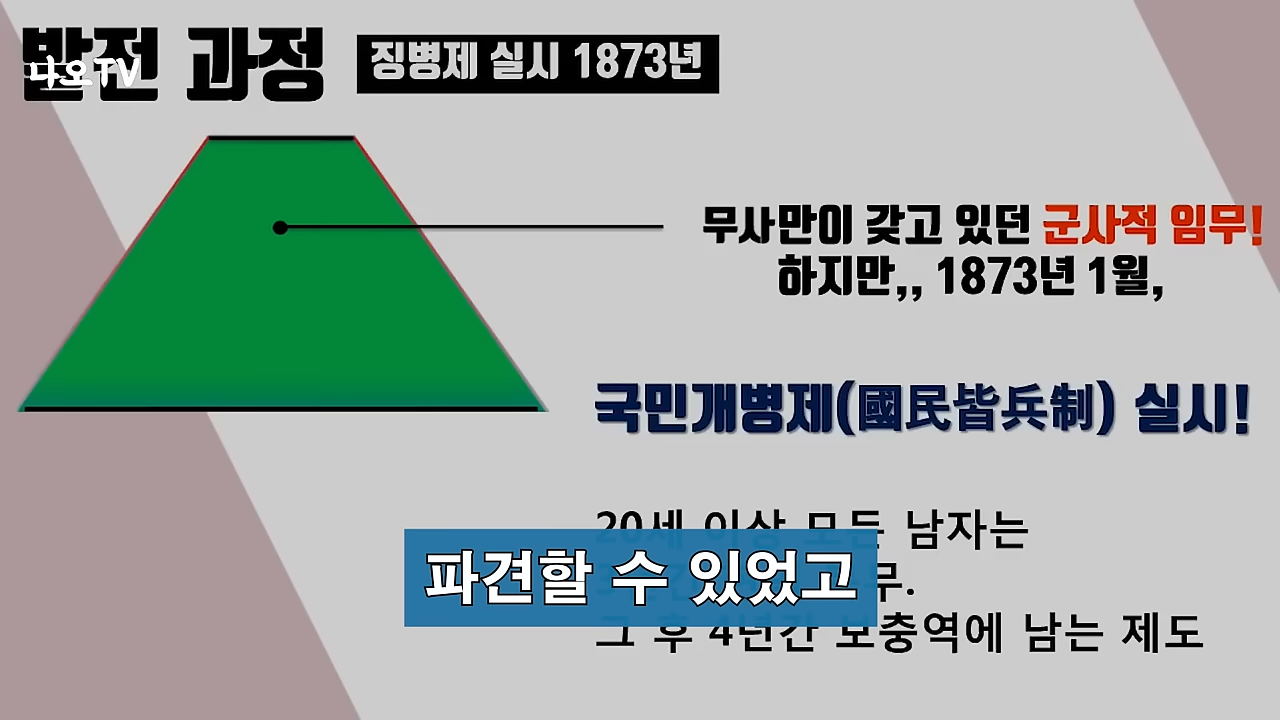 발전 과정
나오TV
징병제 실시 1873년
무사만이 갖고 있던 군사적 임무!
하지만,, 1873년 1월,
국민개병제(國民皆兵制) 실시!
20세 이상 모든 남자는
무.
그 후 4년간 보충역에 남는 제도
파견할 수 있었고